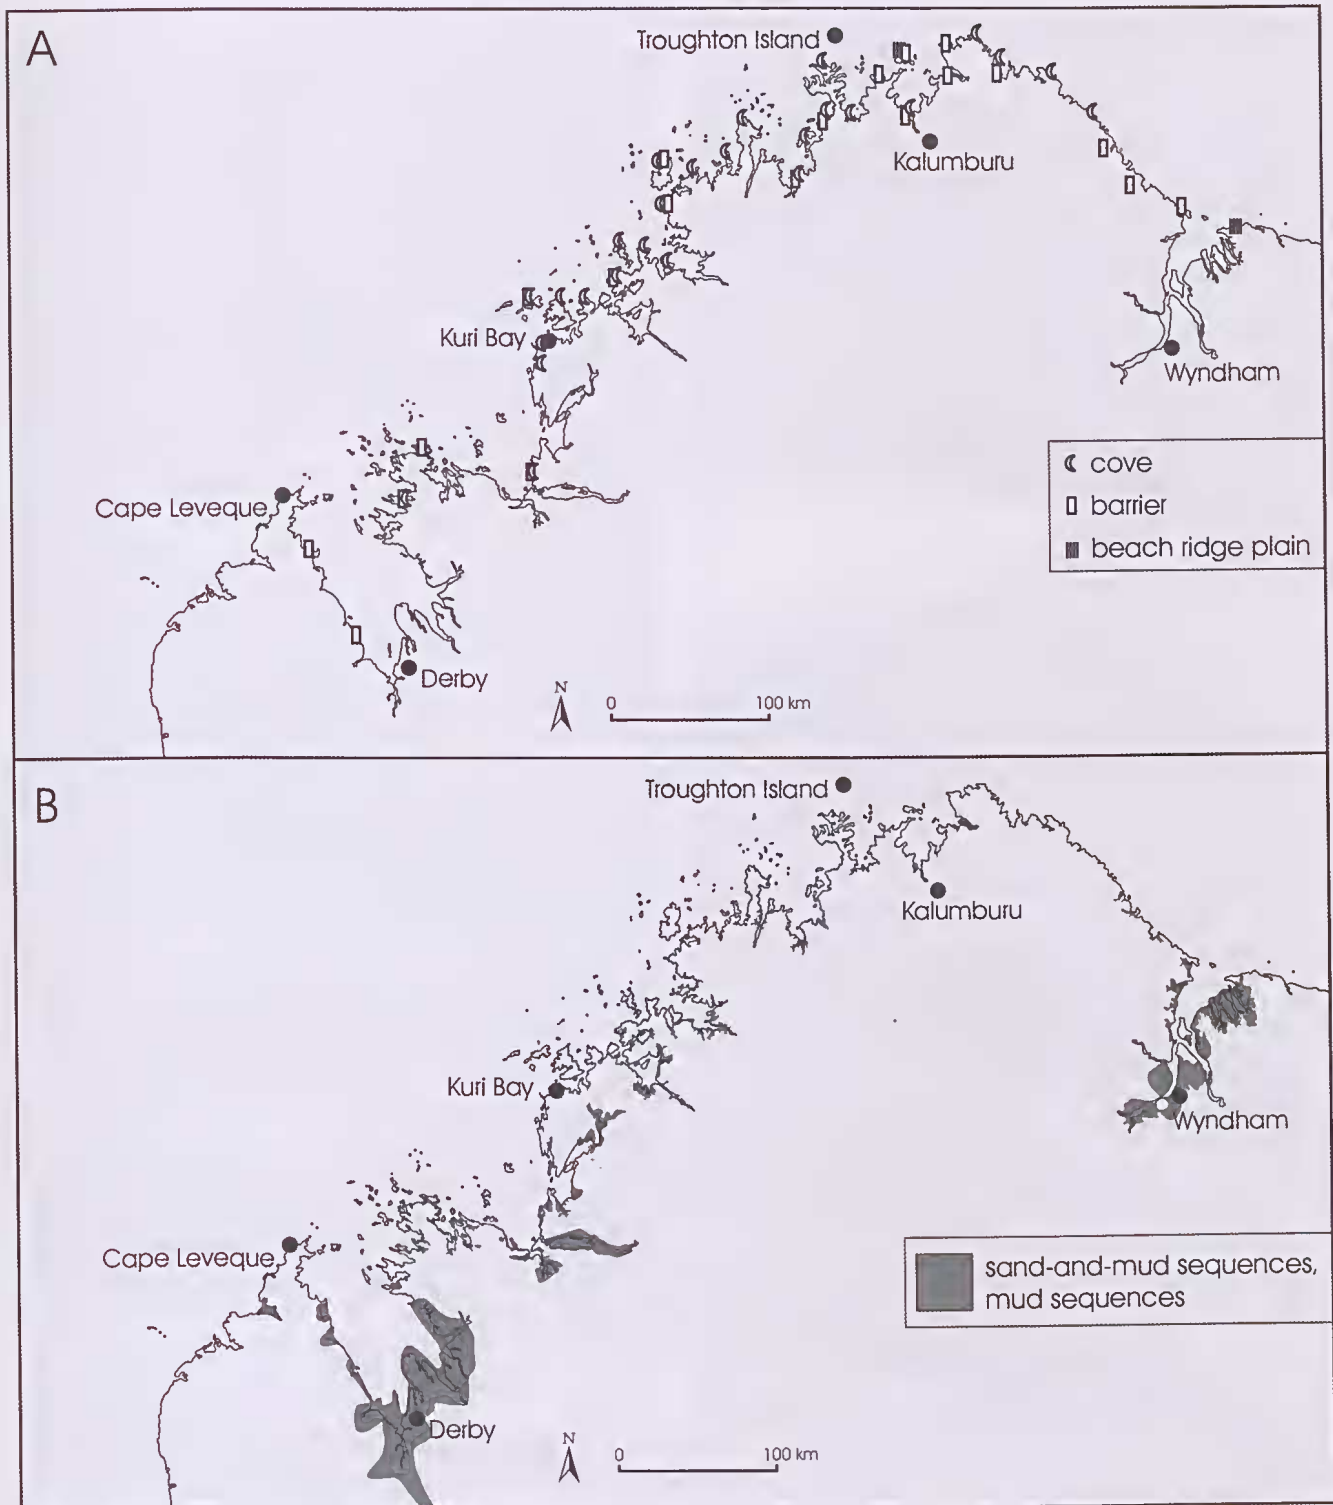 A
Troughton Island
Kalumburu
Kuri Bay
Wyndham
Cape Leveque
Derby
cove
barrier
beach ridge plain
N
0 100 km
B
Troughton Island
Kalumburu
Kuri Bay
Wyndham
Cape Leveque
Derby
sand-and-mud sequences,
mud sequences
N
0 100 km